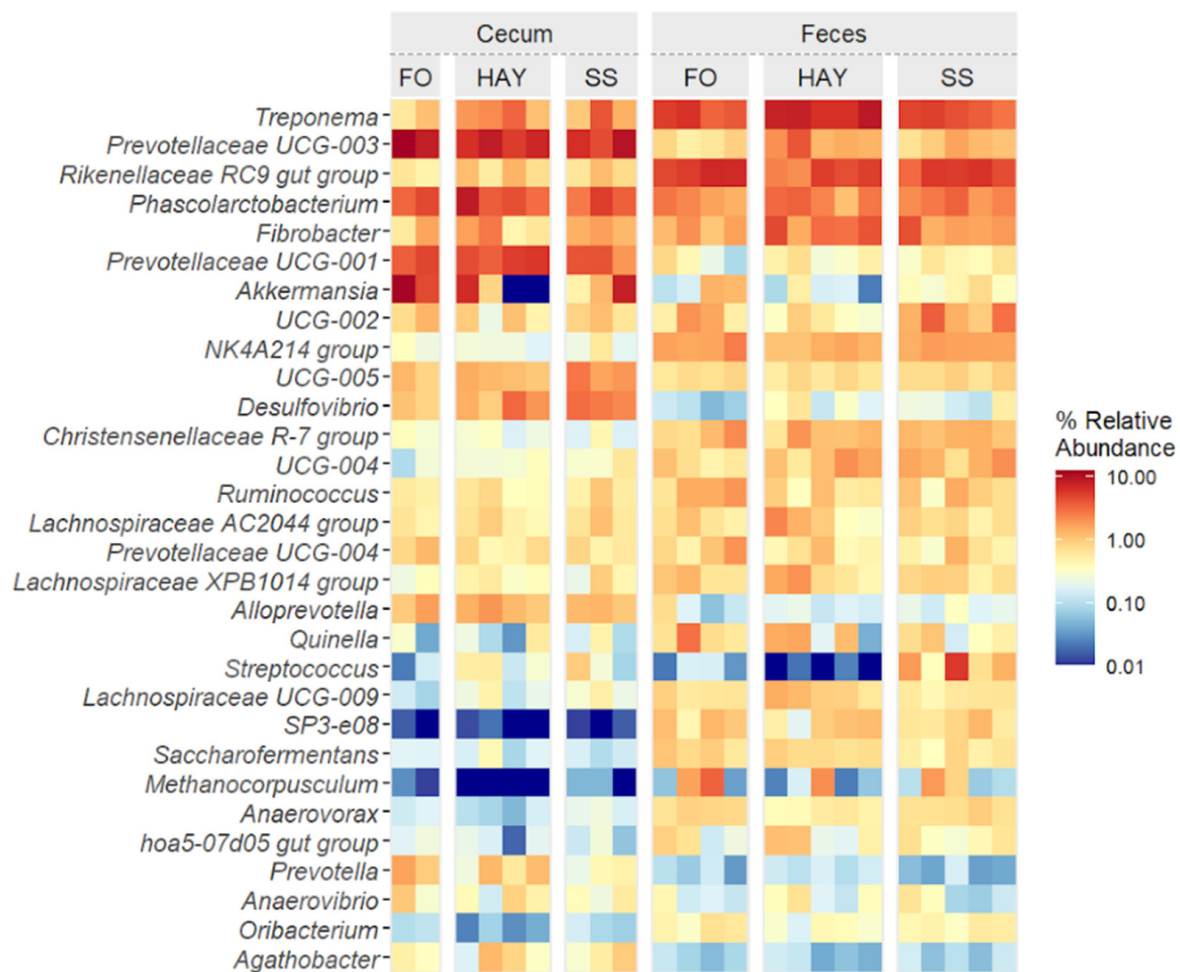 Cecum Feces
FO HAY SS FO HAY SS
Treponema
Prevotellaceae UCG-003
Rikenellaceae RC9 gut group
Phascolarctobacterium
Fibrobacter
Prevotellaceae UCG-001
Akkermansia
UCG-002
NK4A214 group
UCG-005
Desulfovibrio
Christensenellaceae R-7 group
UCG-004
Ruminococcus
Lachnospiraceae AC2044 group
Prevotellaceae UCG-004
Lachnospiraceae XPB1014 group
Alloprevotella
Quinella
Streptococcus
Lachnospiraceae UCG-009
SP3-e08
Saccharofermentans
Methanocorpusculum
Anaerovorax
hoa5-07d05 gut group
Prevotella
Anaerovibrio
Oribacterium
Agathobacter
% Relative
Abundance
10.00
1.00
0.10
0.01